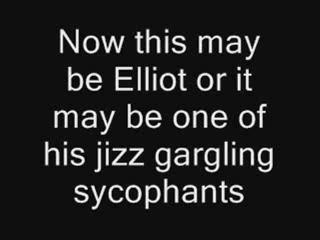 Now this may
be Elliot or it
may be one of
his jizz gargling
sycophants